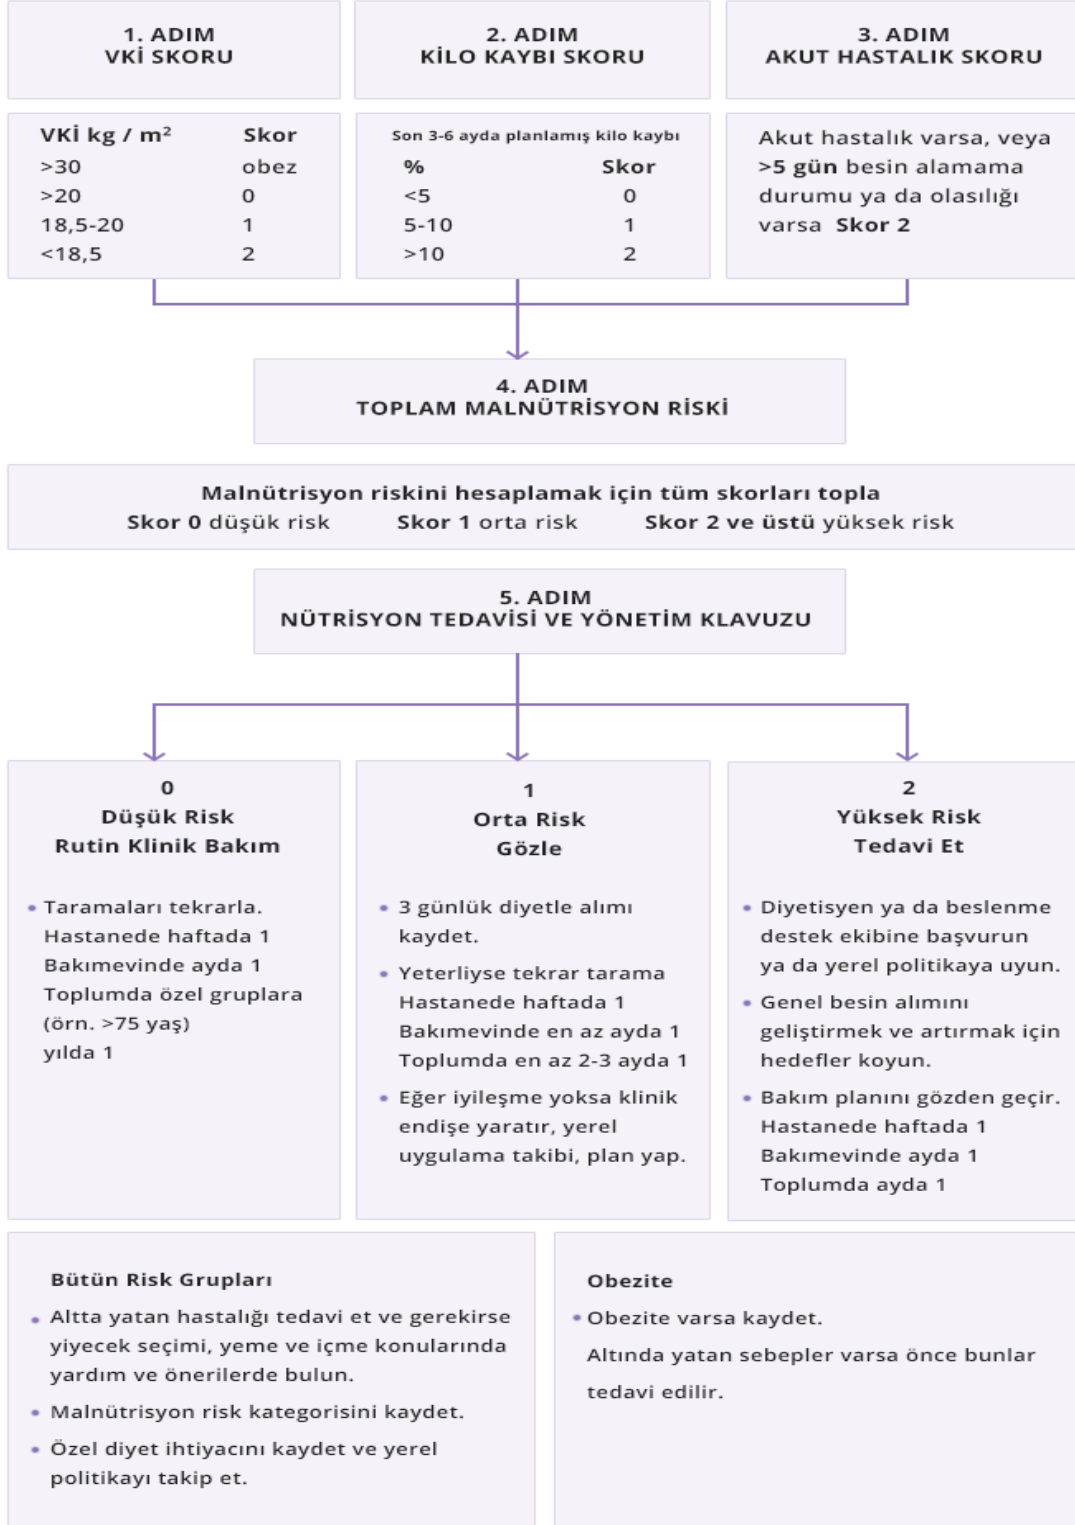 1. ADIM
VKİ SKORU
2. ADIM
KİLO KAYBI SKORU
3. ADIM
AKUT HASTALIK SKORU
VKİ kg / m² Skor
>30 obez
>20 0
18,5-20 1
<18,5 2
Son 3-6 ayda planlamış kilo kaybı
% Skor
<5 0
5-10 1
>10 2
Akut hastalık varsa, veya
>5 gün besin alamama
durumu ya da olasılığı
varsa Skor 2
4. ADIM
TOPLAM MALNÜTRİSYON RİSKİ
Malnütrisyon riskini hesaplamak için tüm skorları topla
Skor 0 düşük risk Skor 1 orta risk Skor 2 ve üstü yüksek risk
5. ADIM
NÜTRİSYON TEDAVİSİ VE YÖNETİM KLAVUZU
0
Düşük Risk
Rutin Klinik Bakım
• Taramaları tekrarla.
Hastanede haftada 1
Bakımevinde ayda 1
Toplumda özel gruplara
(örn. >75 yaş)
yılda 1
1
Orta Risk
Gözle
• 3 günlük diyetle alımı
kaydet.
• Yeterliyse tekrar tarama
Hastanede haftada 1
Bakımevinde en az ayda 1
Toplumda en az 2-3 ayda 1
• Eğer iyileşme yoksa klinik
endişe yaratır, yerel
uygulama takibi, plan yap.
2
Yüksek Risk
Tedavi Et
• Diyetisyen ya da beslenme
destek ekibine başvurun
ya da yerel politikaya uyun.
• Genel besin alımını
geliştirmek ve artırmak için
hedefler koyun.
• Bakım planını gözden geçir.
Hastanede haftada 1
Bakımevinde ayda 1
Toplumda ayda 1
Bütün Risk Grupları
• Altta yatan hastalığı tedavi et ve gerekirse
yiyecek seçimi, yeme ve içme konularında
yardım ve önerilerde bulun.
• Malnütrisyon risk kategorisini kaydet.
• Özel diyet ihtiyacını kaydet ve yerel
politikayı takip et.
Obezite
• Obezite varsa kaydet.
Altında yatan sebepler varsa önce bunlar
tedavi edilir.